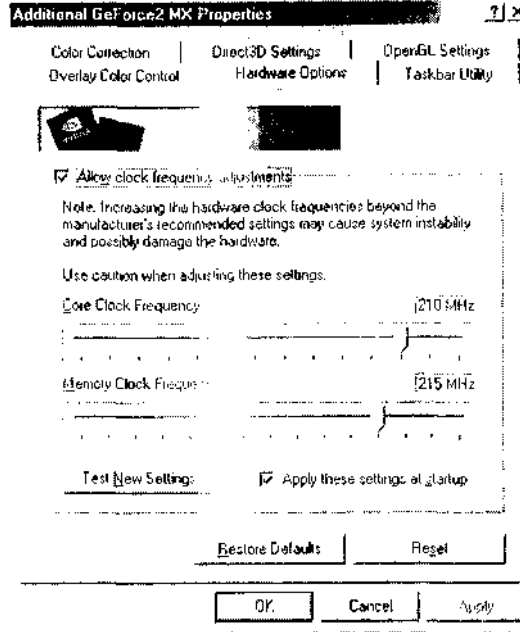 Additional GeForce2 MX Properties
Color Correction
Direct3D Settings
OpenGL Settings
Overlay Color Control
Hardware Options
Taskbar Utility
Allow clock frequency adjustments
Note. Increasing the hardware clock frequencies beyond the
manufacturer's recommended settings may cause system instability
and possibly damage the hardware.
Use caution when adjusting these settings.
Core Clock Frequency
210 MHz
Memory Clock
215 MHz
Test New Settings
Apply these settings at startup
Restore Defaults
Reset
OK
Cancel
Apply